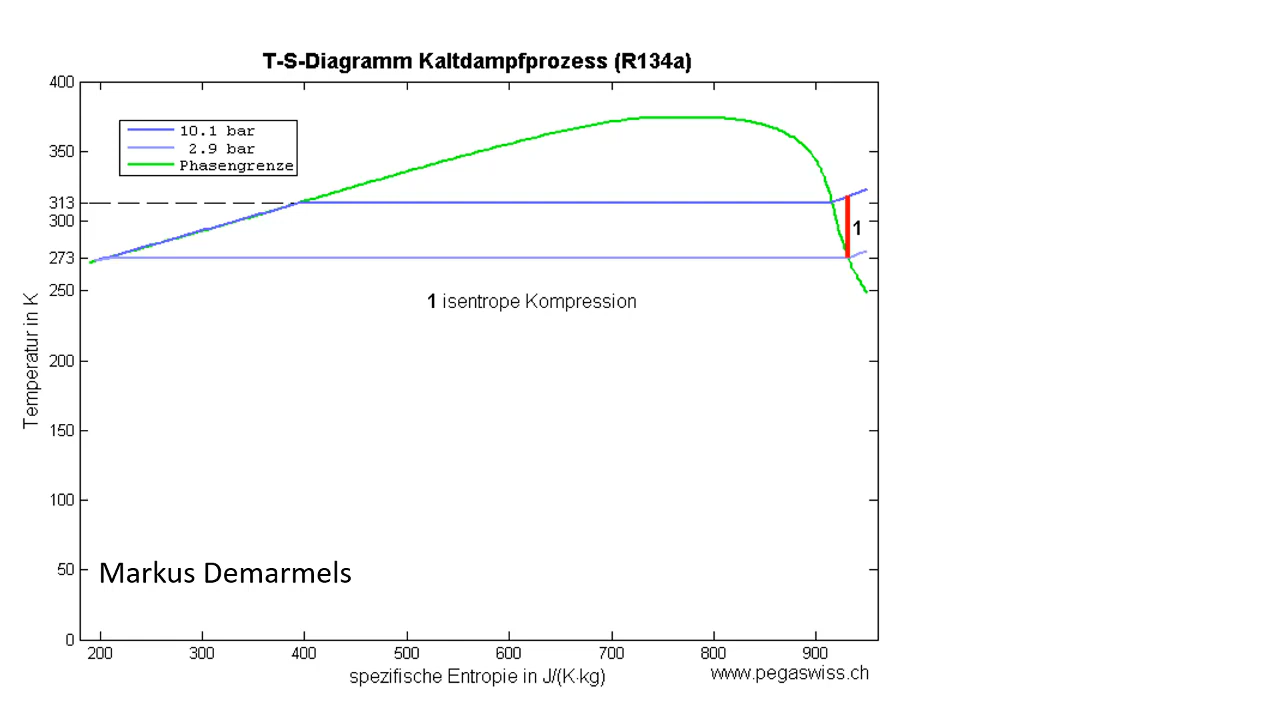 T-S-Diagramm Kaltdampfprozess (R134a)
400
10.1 bar
2.9 bar
Phasengrenze
350
313
300
1
273
250
1 isentrope Kompression
Temperatur in K
200
150
100
50
Markus Demarmels
0
200 300 400 500 600 700 800 900
spezifische Entropie in J/(K·kg)
www.pegaswiss.ch